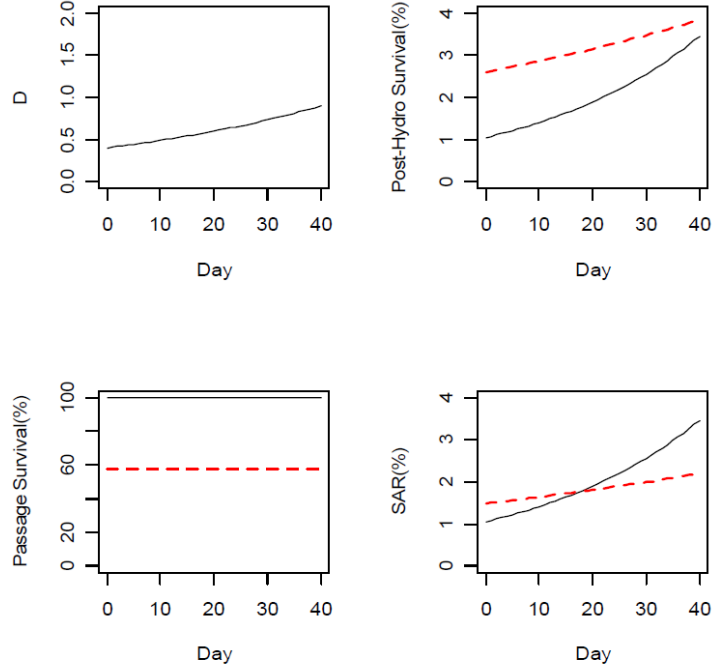 D
0.0 0.5 1.0 1.5 2.0
0 10 20 30 40
Day
Post-Hydro Survival(%)
0 1 2 3 4
0 10 20 30 40
Day
Passage Survival(%)
0 20 60 100
0 10 20 30 40
Day
SAR(%)
0 1 2 3 4
0 10 20 30 40
Day